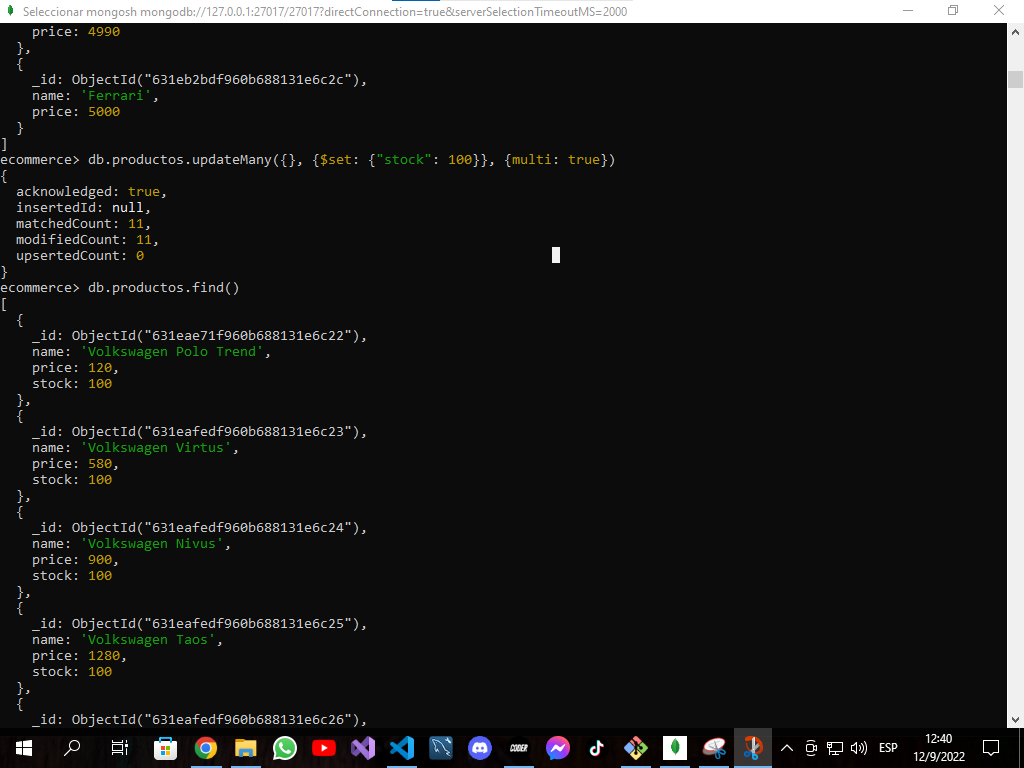 Seleccionar mongosh mongodb://127.0.0.1:27017/27017?directConnection=true&serverSelectionTimeoutMS=2000
    price: 4990
  },
  {
    _id: ObjectId("631eb2bdf960b688131e6c2c"),
    name: 'Ferrari',
    price: 5000
  }
]
ecommerce> db.productos.updateMany({}, {$set: {"stock": 100}}, {multi: true})
{
  acknowledged: true,
  insertedId: null,
  matchedCount: 11,
  modifiedCount: 11,
  upsertedCount: 0
}
ecommerce> db.productos.find()
[
  {
    _id: ObjectId("631eae71f960b688131e6c22"),
    name: 'Volkswagen Polo Trend',
    price: 120,
    stock: 100
  },
  {
    _id: ObjectId("631eafedf960b688131e6c23"),
    name: 'Volkswagen Virtus',
    price: 580,
    stock: 100
  },
  {
    _id: ObjectId("631eafedf960b688131e6c24"),
    name: 'Volkswagen Nivus',
    price: 900,
    stock: 100
  },
  {
    _id: ObjectId("631eafedf960b688131e6c25"),
    name: 'Volkswagen Taos',
    price: 1280,
    stock: 100
  },
  {
    _id: ObjectId("631eafedf960b688131e6c26"),
CODER
ESP
12:40
12/9/2022